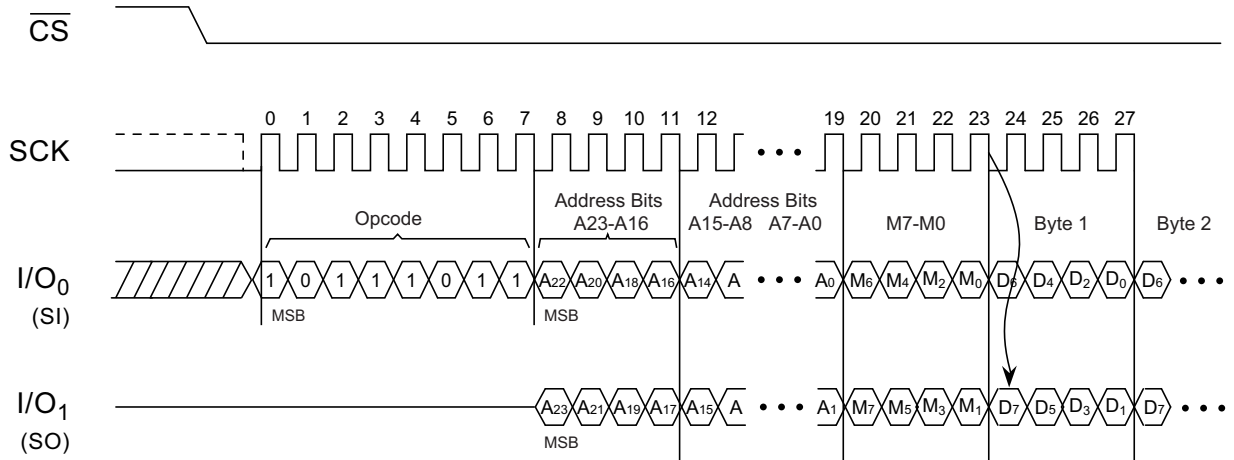 CS
0 1 2 3 4 5 6 7 8 9 10 11 12 19 20 21 22 23 24 25 26 27
SCK
Opcode
Address Bits
A23-A16
Address Bits
A15-A8 A7-A0
M7-M0
Byte 1
Byte 2
I/O0
(SI)
1 0 1 1 1 0 1 1 A22 A20 A18 A16 A14 A A0 M6 M4 M2 M0 D6 D4 D2 D0 D6
MSB MSB
I/O1
(SO)
A23 A21 A19 A17 A15 A A1 M7 M5 M3 M1 D7 D5 D3 D1 D7
MSB